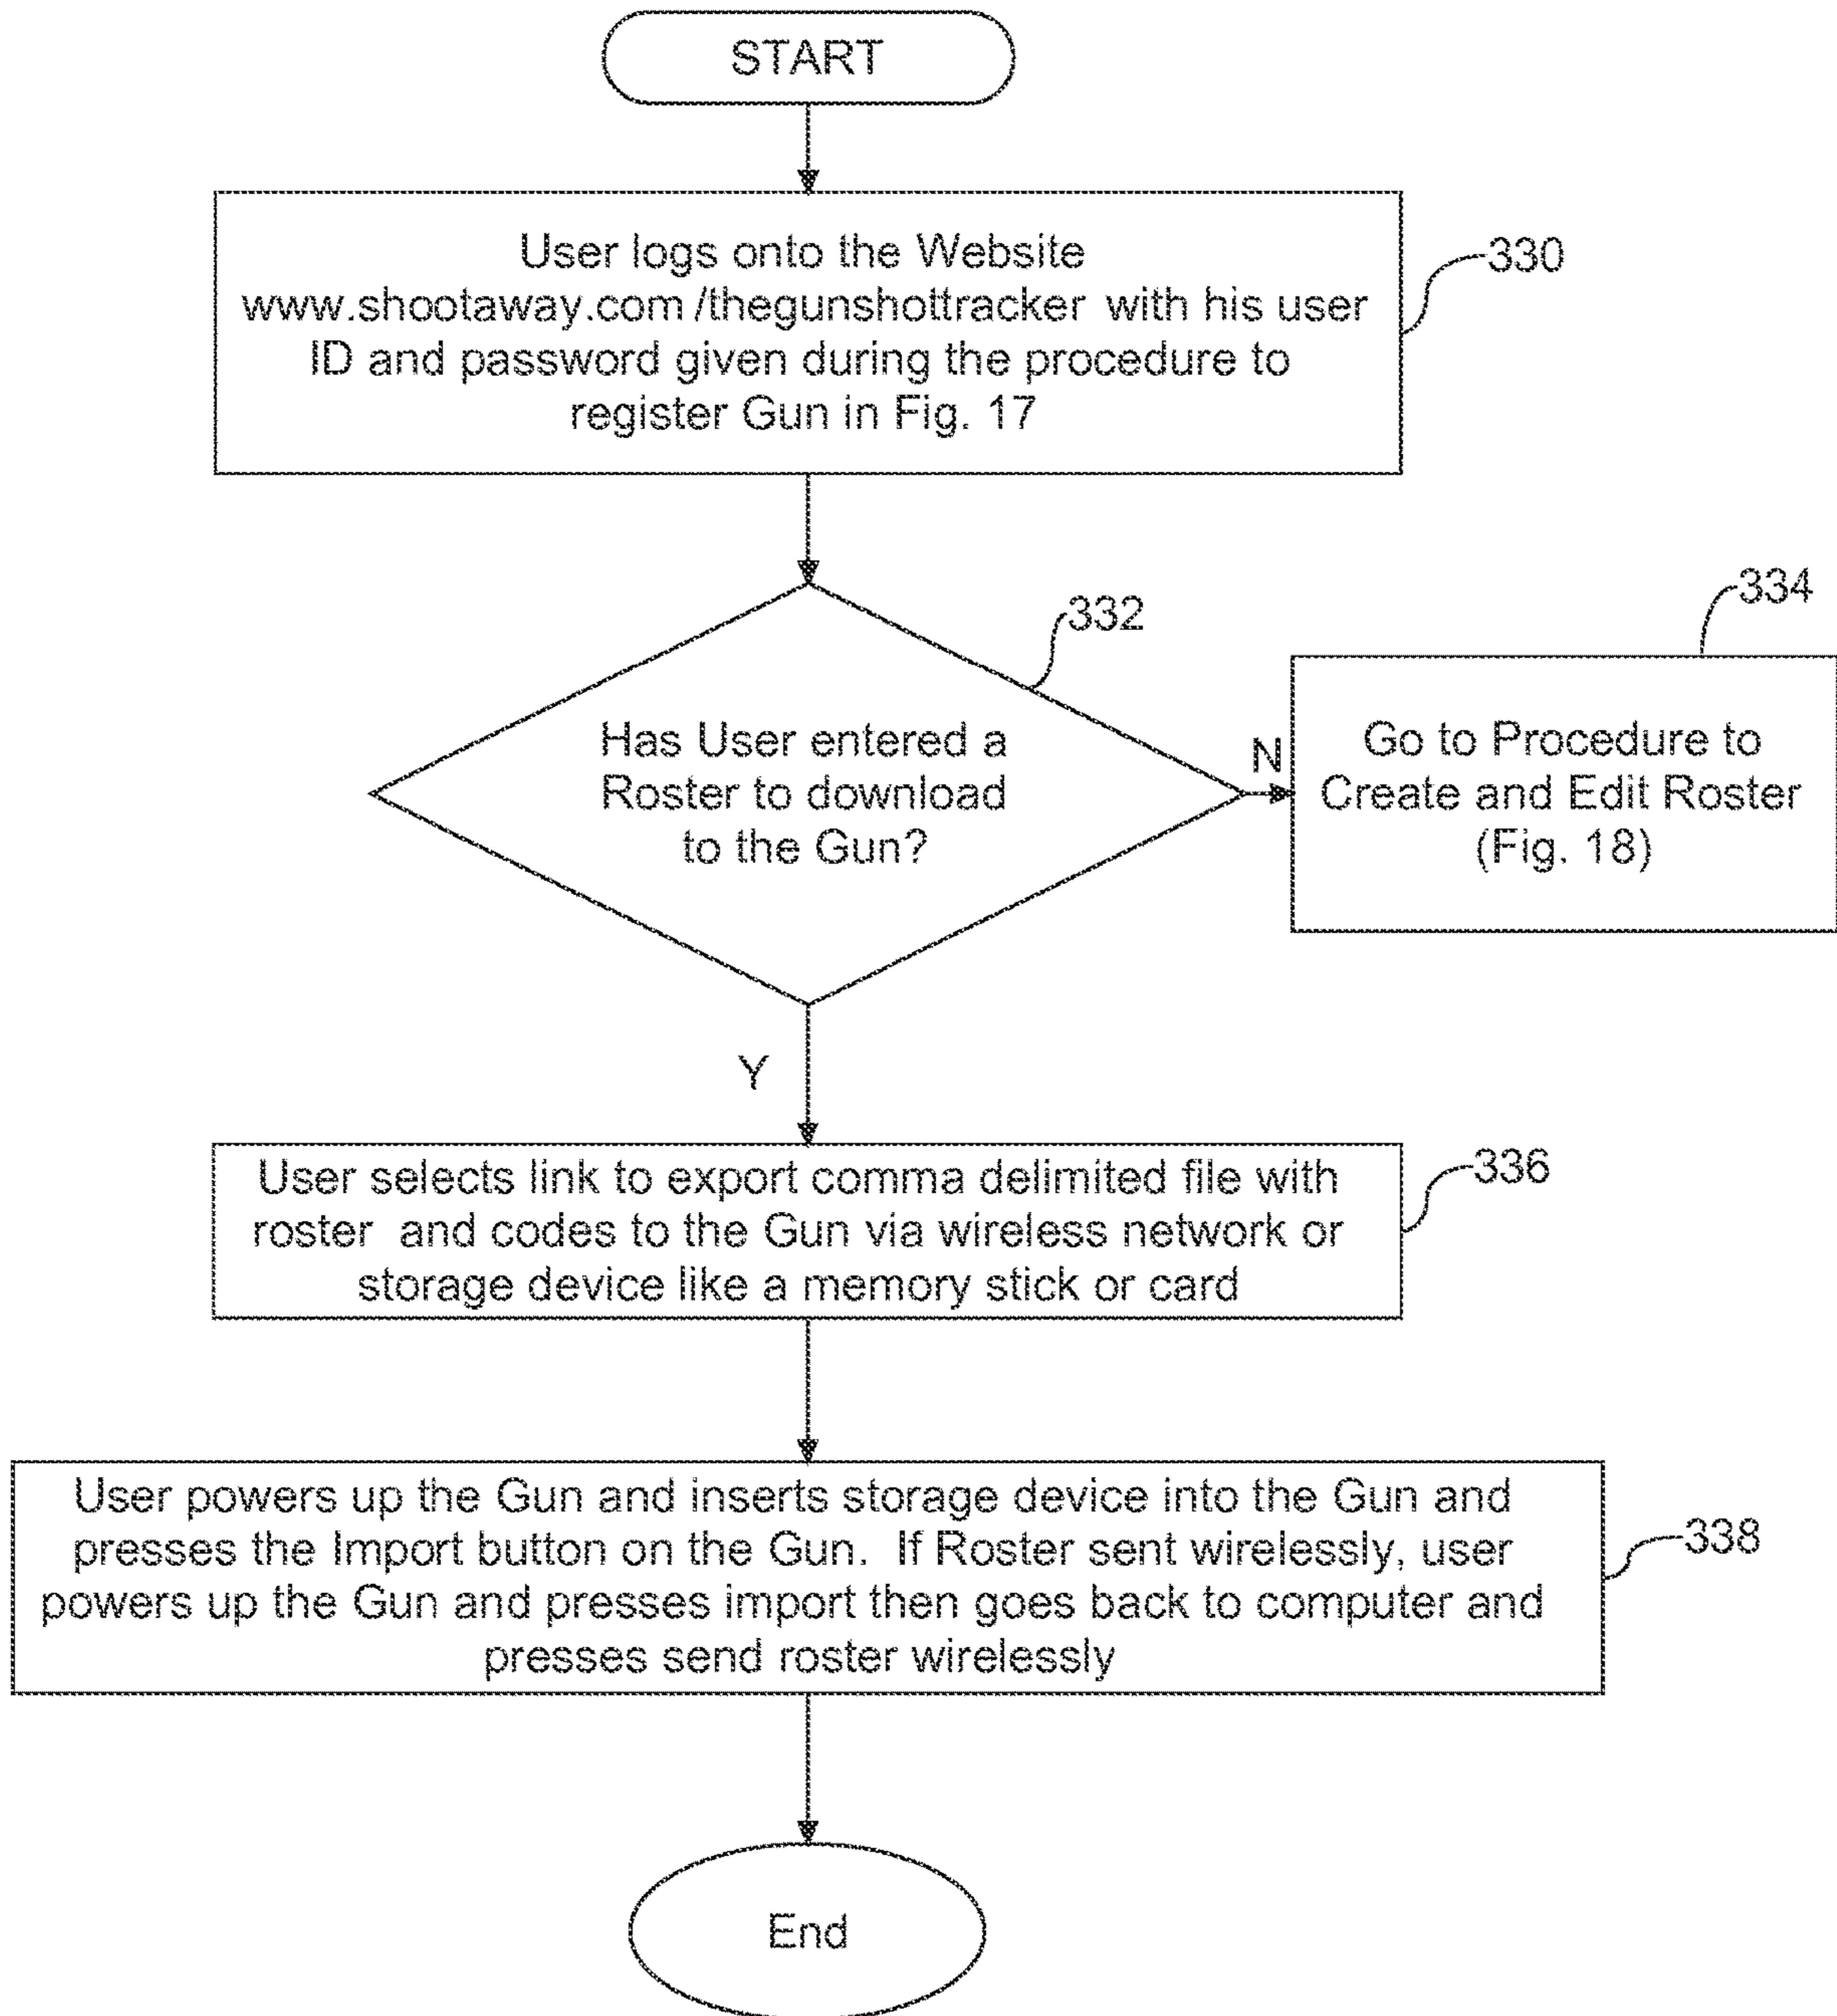 START
User logs onto the Website
www.shootaway.com /thegunshottracker with his user
ID and password given during the procedure to
register Gun in Fig. 17
330
Has User entered a
Roster to download
to the Gun?
332
N
334
Go to Procedure to
Create and Edit Roster
(Fig. 18)
Y
User selects link to export comma delimited file with
roster and codes to the Gun via wireless network or
storage device like a memory stick or card
336
User powers up the Gun and inserts storage device into the Gun and
presses the Import button on the Gun. If Roster sent wirelessly, user
powers up the Gun and presses import then goes back to computer and
presses send roster wirelessly
338
End